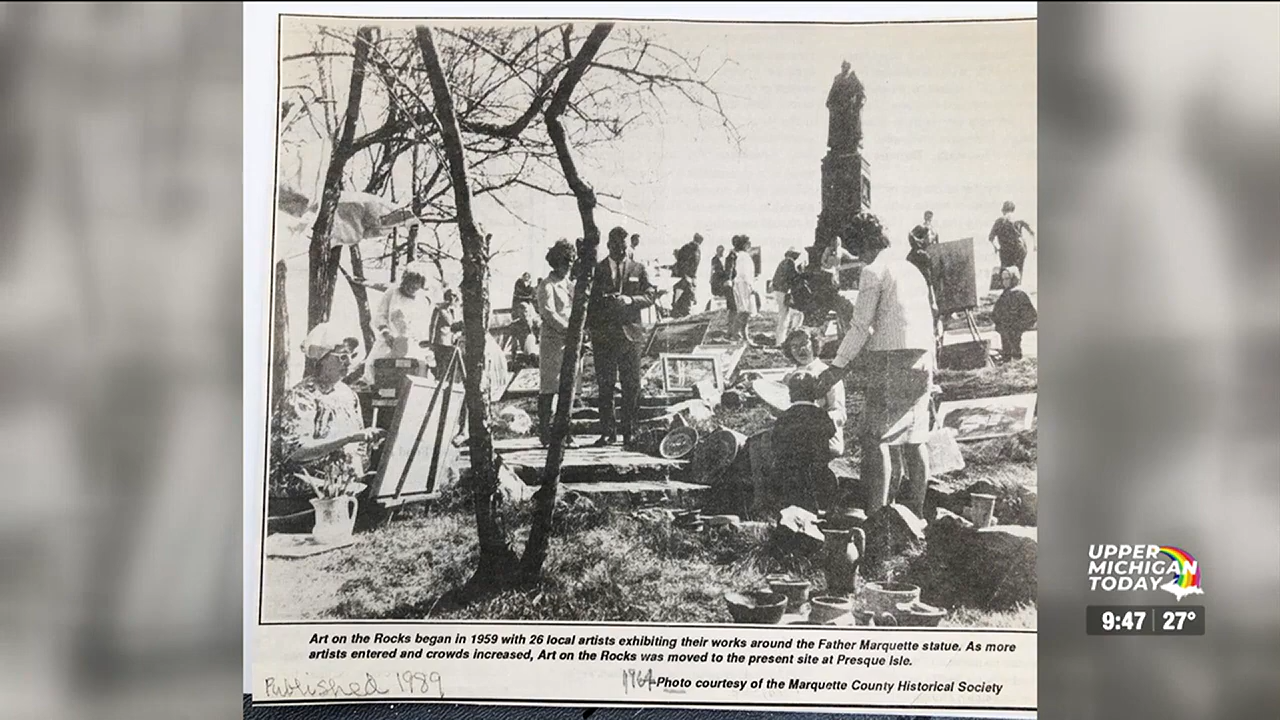 Art on the Rocks began in 1959 with 26 local artists exhibiting their works around the Father Marquette statue. As more
artists entered and crowds increased, Art on the Rocks was moved to the present site at Presque Isle.
Published 1989
1964 Photo courtesy of the Marquette County Historical Society
UPPER
MICHIGAN
TODAY
9:47 27°